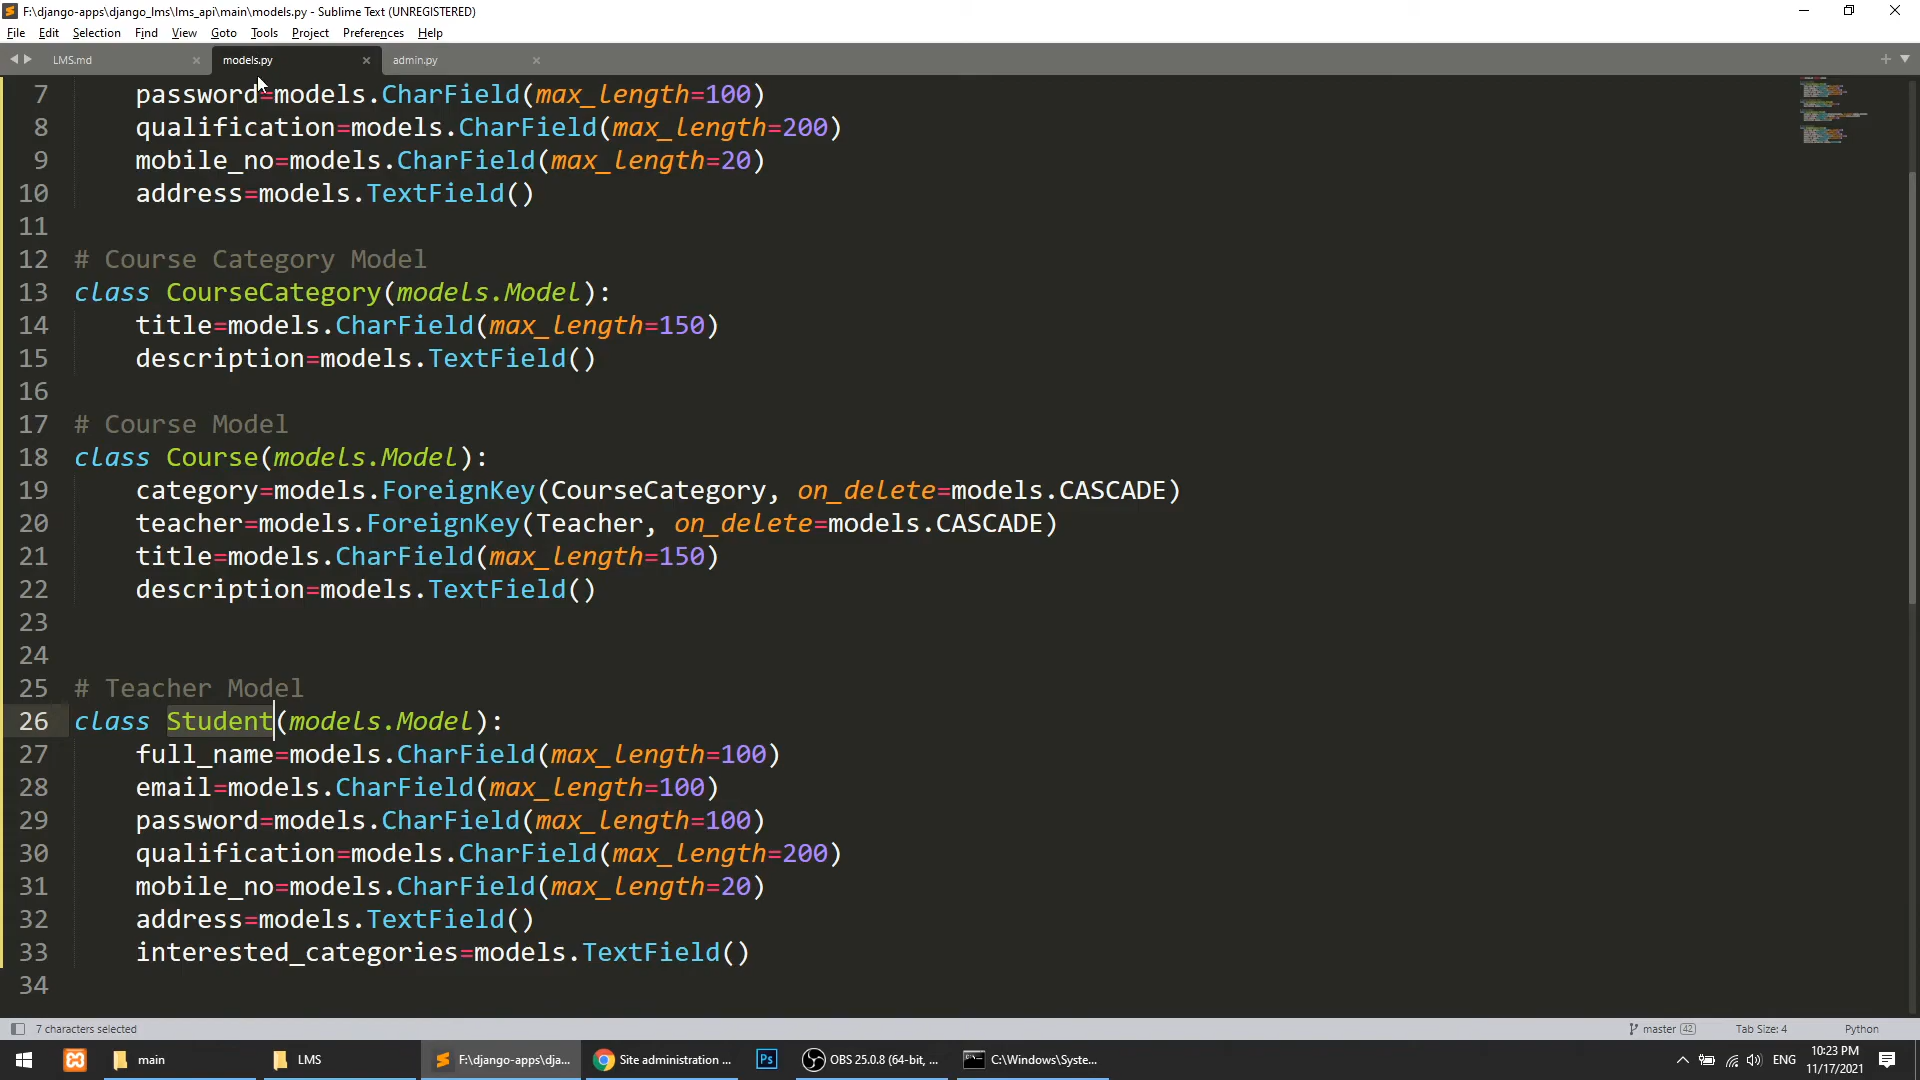 F:\django-apps\django_lms\lms_api\main\models.py - Sublime Text (UNREGISTERED)
File Edit Selection Find View Goto Tools Project Preferences Help
LMS.md models.py admin.py
7 password=models.CharField(max_length=100)
8 qualification=models.CharField(max_length=200)
9 mobile_no=models.CharField(max_length=20)
10 address=models.TextField()
11
12 # Course Category Model
13 class CourseCategory(models.Model):
14 title=models.CharField(max_length=150)
15 description=models.TextField()
16
17 # Course Model
18 class Course(models.Model):
19 category=models.ForeignKey(CourseCategory, on_delete=models.CASCADE)
20 teacher=models.ForeignKey(Teacher, on_delete=models.CASCADE)
21 title=models.CharField(max_length=150)
22 description=models.TextField()
23
24
25 # Teacher Model
26 class Student(models.Model):
27 full_name=models.CharField(max_length=100)
28 email=models.CharField(max_length=100)
29 password=models.CharField(max_length=100)
30 qualification=models.CharField(max_length=200)
31 mobile_no=models.CharField(max_length=20)
32 address=models.TextField()
33 interested_categories=models.TextField()
34
7 characters selected master 42 Tab Size: 4 Python
main LMS F:\django-apps\dja... Site administration ... Ps OBS 25.0.8 (64-bit, ... C:\Windows\Syste... ENG 10:23 PM
11/17/2021